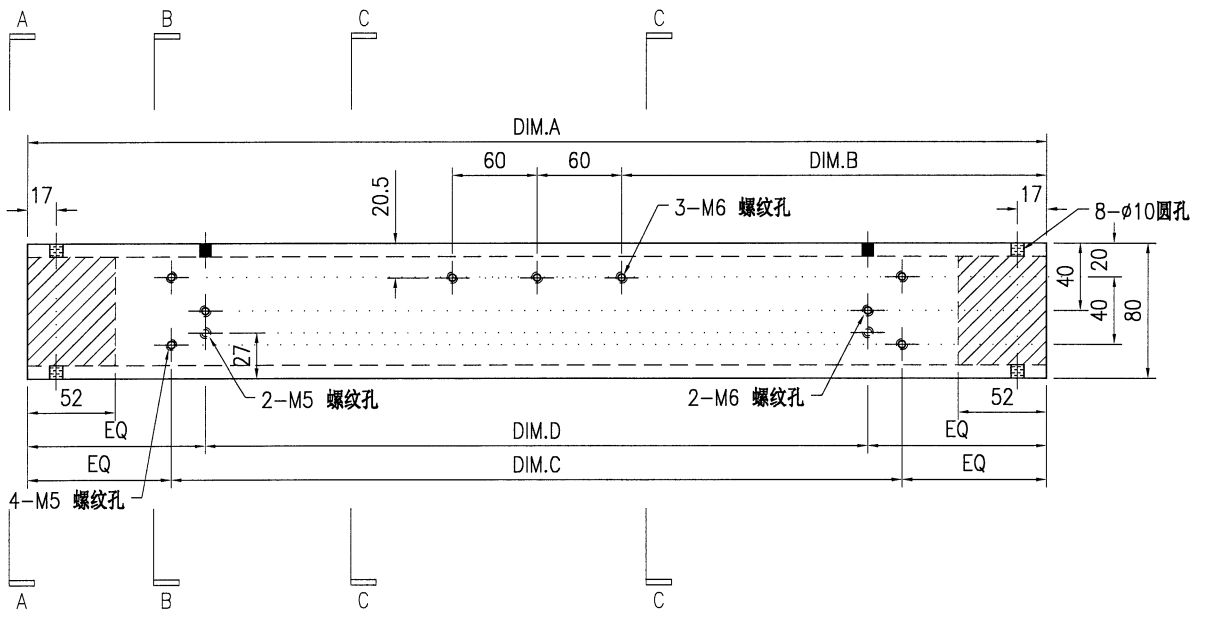 A B C C
DIM.A
60 60 DIM.B
17 20.5 17
3-M6 螺纹孔
8-ø10圆孔
20
40
40
80
27
2-M5 螺纹孔
2-M6 螺纹孔
52 52
EQ DIM.D EQ
EQ DIM.C EQ
4-M5 螺纹孔
A B C C